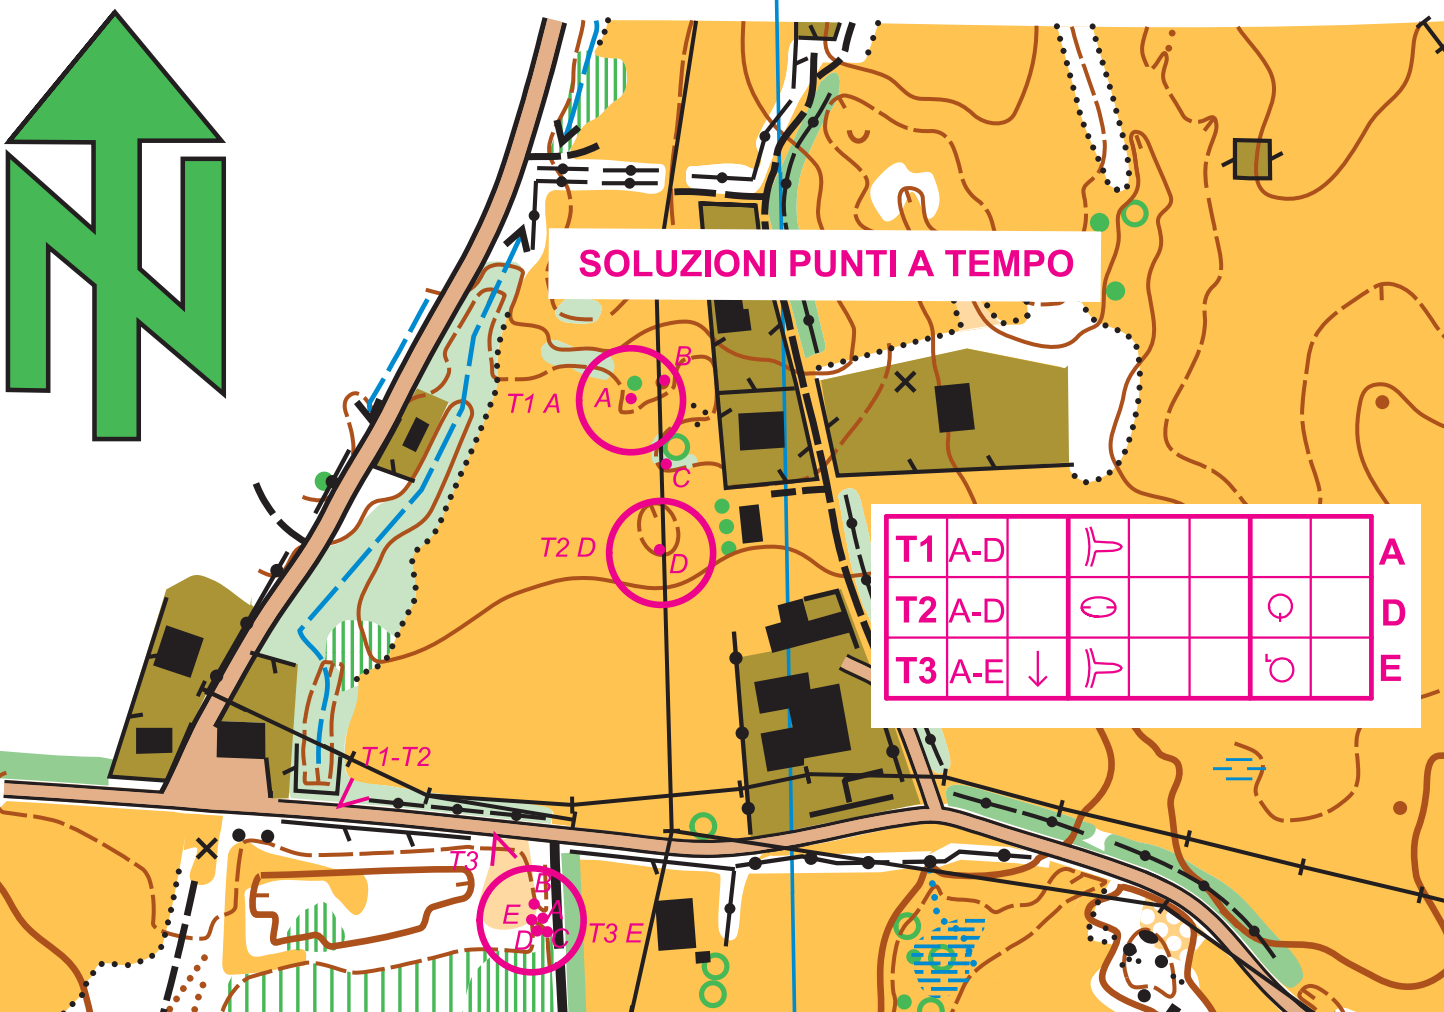 N
SOLUZIONI PUNTI A TEMPO
B
T1 A
A
C
T2 D
D
T1 A-D A
T2 A-D D
T3 A-E E
T1-T2
T3
B
E A
D C
T3 E